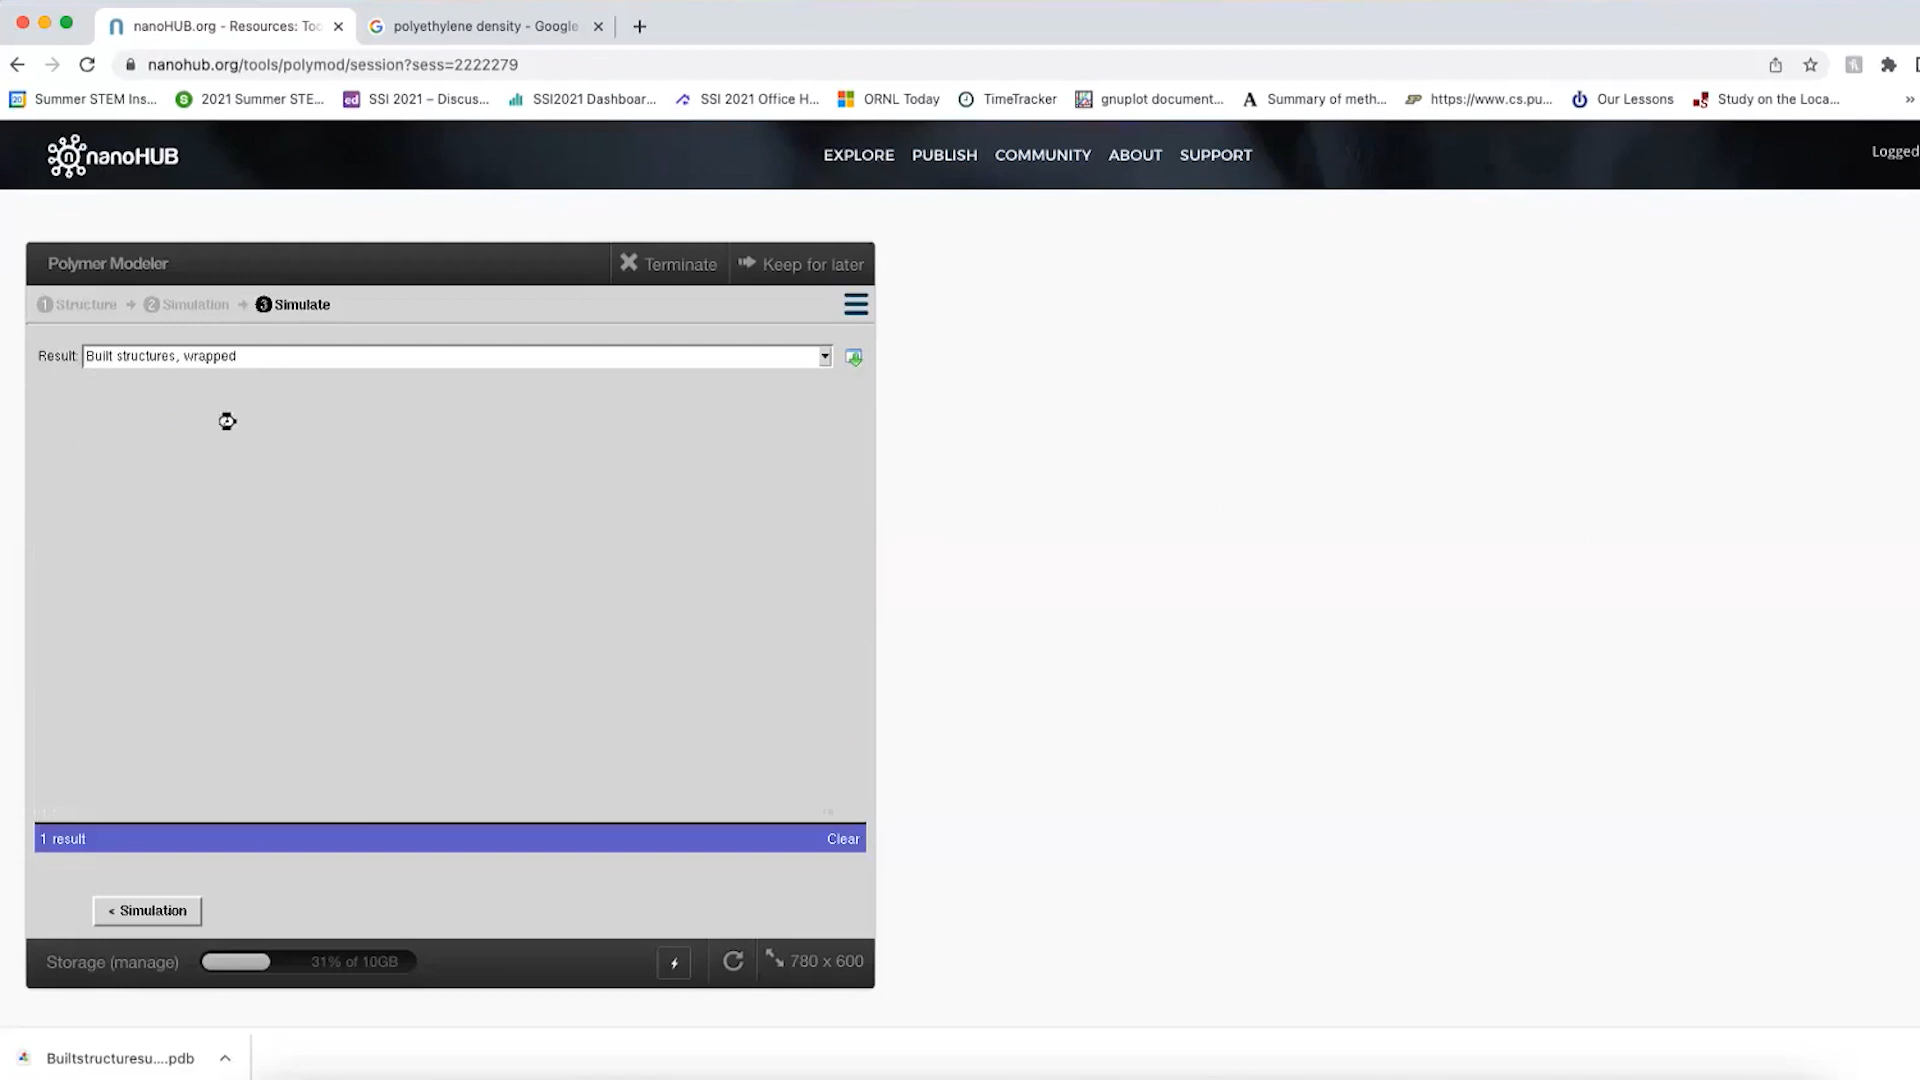 nanoHUB.org - Resources: Too
polyethylene density - Google
nanohub.org/tools/polymod/session?sess=2222279
Summer STEM Ins...
2021 Summer STE...
ed SSI 2021 – Discus...
SSI2021 Dashboar...
SSI 2021 Office H...
ORNL Today
TimeTracker
gnuplot document...
Summary of meth...
https://www.cs.pu...
Our Lessons
Study on the Loca...
nanoHUB
EXPLORE PUBLISH COMMUNITY ABOUT SUPPORT
Logged
Polymer Modeler
Terminate
Keep for later
1 Structure
2 Simulation
3 Simulate
Result: Built structures, wrapped
1 result
Clear
< Simulation
Storage (manage)
31% of 10GB
780 x 600
Builtstructuresu....pdb